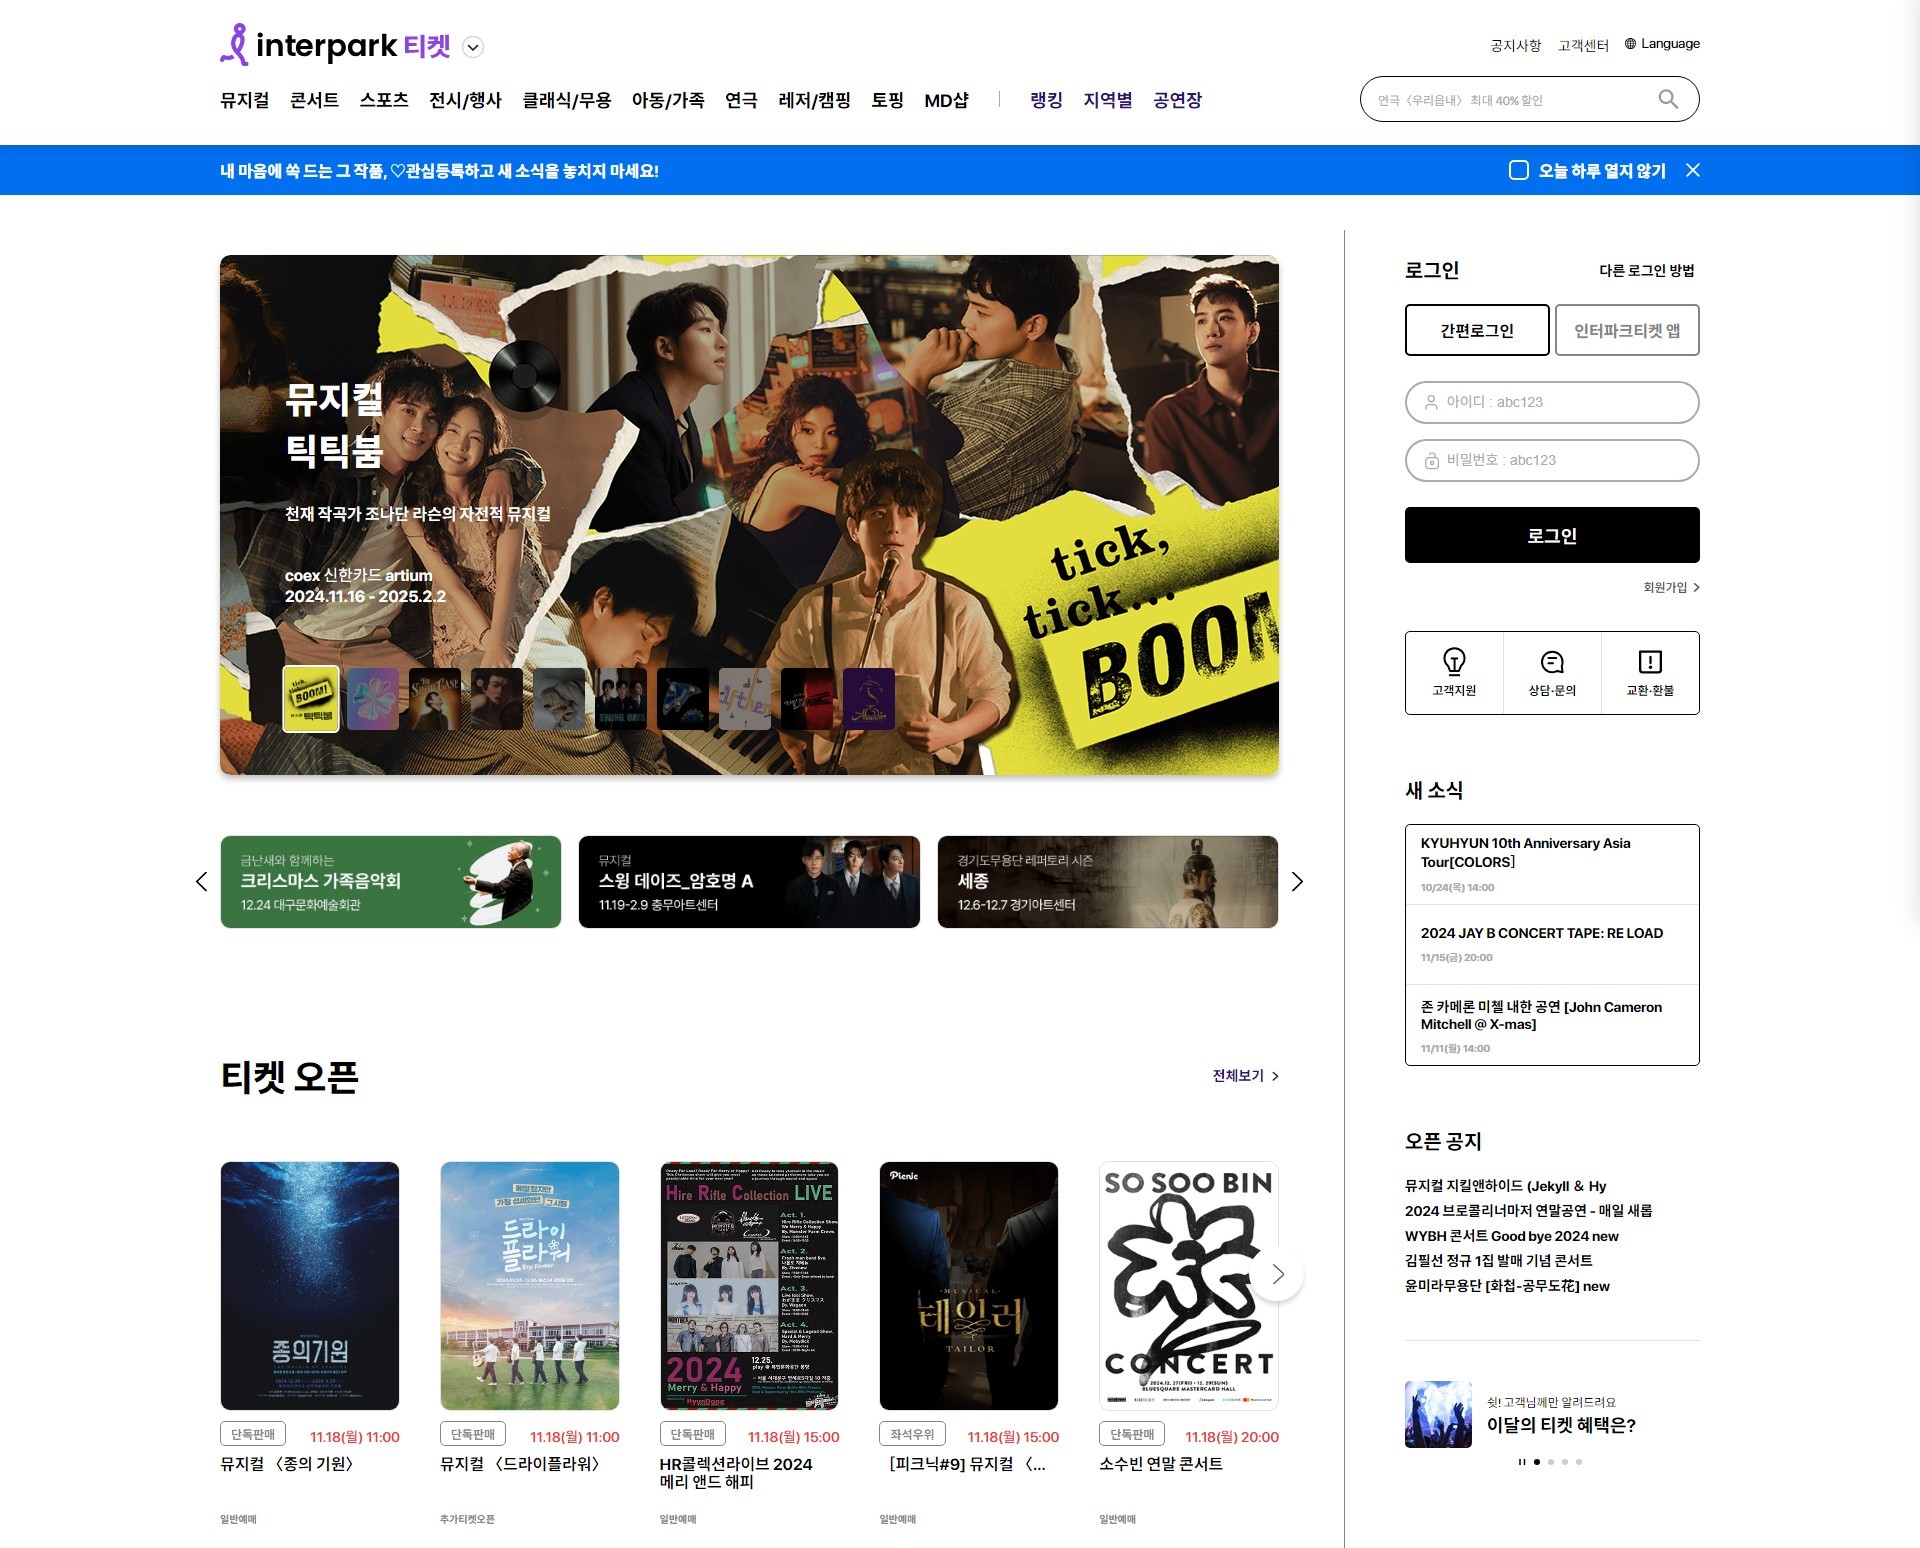 interpark 티켓
공지사항 고객센터 Language
뮤지컬 콘서트 스포츠 전시/행사 클래식/무용 아동/가족 연극 레저/캠핑 토핑 MD샵 랭킹 지역별 공연장
연극 〈우리읍내〉 최대 40% 할인
내 마음에 쏙 드는 그 작품, ♡관심등록하고 새 소식을 놓치지 마세요!
오늘 하루 열지 않기
뮤지컬
틱틱붐
천재 작곡가 조나단 라슨의 자전적 뮤지컬
coex 신한카드 artium
2024.11.16 - 2025.2.2
tick,
tick...
BOOM
금난새와 함께하는
크리스마스 가족음악회
12.24 대구문화예술회관
뮤지컬
스윙 데이즈_암호명 A
11.19-2.9 충무아트센터
경기도무용단 레퍼토리 시즌
세종
12.6-12.7 경기아트센터
티켓 오픈
전체보기
종의기원
드라이
플라워
Dry Flower
Hire Rifle Collection LIVE
Act. 1.
Act. 2.
Act. 3.
Act. 4.
2024
Merry & Happy
12.25.
Picnic
MUSICAL
테일러
TAILOR
SO SOO BIN
CONCERT
2024.12.27(FRI) - 12.29(SUN)
BLUESQUARE MASTERCARD HALL
단독판매 11.18(월) 11:00
뮤지컬 〈종의 기원〉
일반예매
단독판매 11.18(월) 11:00
뮤지컬 〈드라이플라워〉
추가티켓오픈
단독판매 11.18(월) 15:00
HR콜렉션라이브 2024
메리 앤드 해피
일반예매
좌석우위 11.18(월) 15:00
[피크닉#9] 뮤지컬 〈...
일반예매
단독판매 11.18(월) 20:00
소수빈 연말 콘서트
일반예매
로그인
다른 로그인 방법
간편로그인
인터파크티켓 앱
아이디 : abc123
비밀번호 : abc123
로그인
회원가입
고객지원
상담·문의
교환·환불
새 소식
KYUHYUN 10th Anniversary Asia
Tour[COLORS]
10/24(목) 14:00
2024 JAY B CONCERT TAPE: RE LOAD
11/15(금) 20:00
존 카메론 미첼 내한 공연 [John Cameron
Mitchell @ X-mas]
11/11(월) 14:00
오픈 공지
뮤지컬 지킬앤하이드 (Jekyll & Hy
2024 브로콜리너마저 연말공연 - 매일 새롭
WYBH 콘서트 Good bye 2024 new
김필선 정규 1집 발매 기념 콘서트
윤미라무용단 [화첩-공무도花] new
쉿! 고객님께만 알려드려요
이달의 티켓 혜택은?